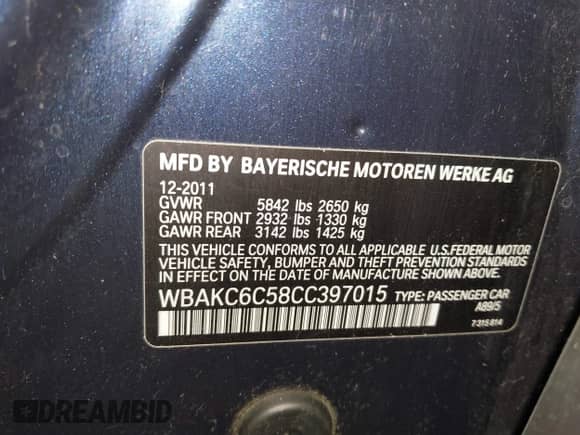 MFD BY BAYERISCHE MOTOREN WERKE AG
12-2011
GVWR 5842 lbs 2650 kg
GAWR FRONT 2932 lbs 1330 kg
GAWR REAR 3142 lbs 1425 kg
THIS VEHICLE CONFORMS TO ALL APPLICABLE U.S.FEDERAL MOTOR
VEHICLE SAFETY, BUMPER AND THEFT PREVENTION STANDARDS
IN EFFECT ON THE DATE OF MANUFACTURE SHOWN ABOVE.
WBAKC6C58CC397015 TYPE: PASSENGER CAR
A89/5
7 315 814
DREAMBID